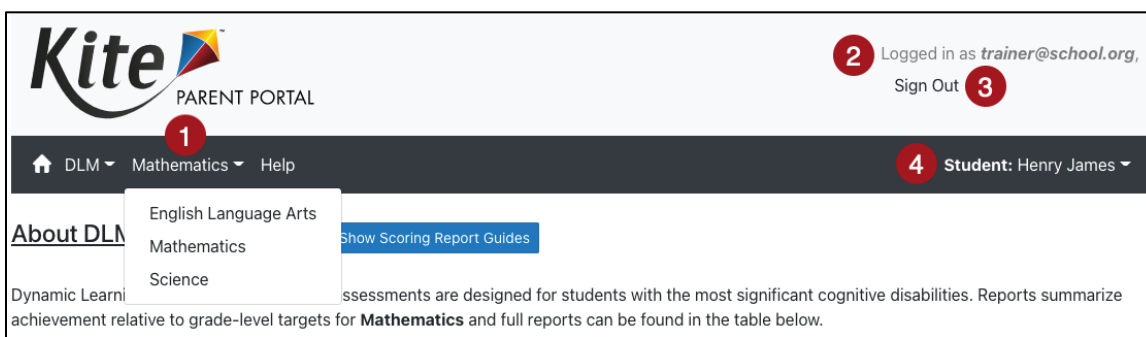 Kite
PARENT PORTAL
2 Logged in as trainer@school.org,
Sign Out 3
1
DLM Mathematics Help
4 Student: Henry James
English Language Arts
About DLM Show Scoring Report Guides
Mathematics
Science
Dynamic Learni ssessments are designed for students with the most significant cognitive disabilities. Reports summarize
achievement relative to grade-level targets for Mathematics and full reports can be found in the table below.